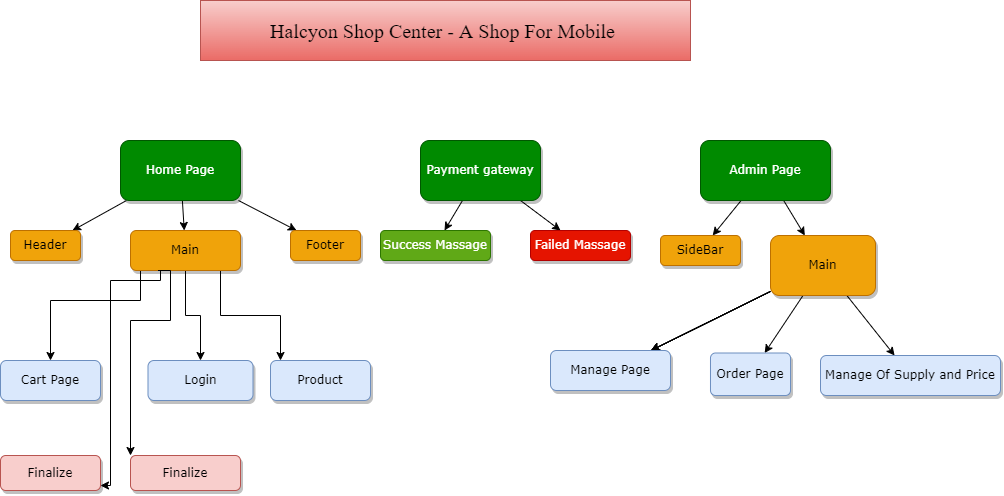 Halcyon Shop Center - A Shop For Mobile
Home Page
Payment gateway
Admin Page
Header
Main
Footer
Success Massage
Failed Massage
SideBar
Main
Cart Page
Login
Product
Manage Page
Order Page
Manage Of Supply and Price
Finalize
Finalize